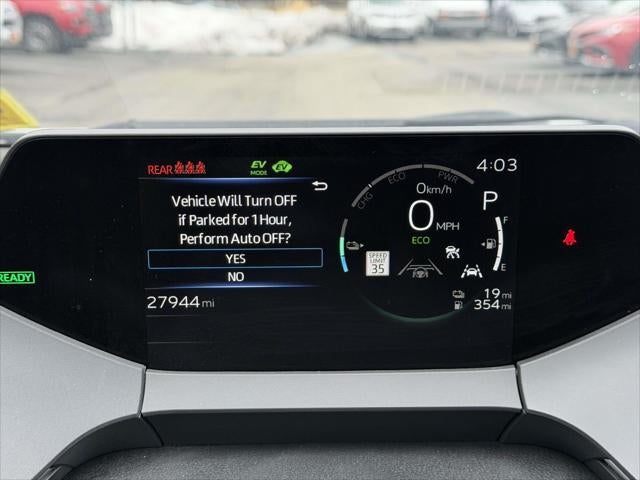 REAR
EV
MODE
EV
4:03
Vehicle Will Turn OFF
if Parked for 1 Hour,
Perform Auto OFF?
YES
NO
CHG
ECO
PWR
0 km/h
0 MPH
ECO
P
F
E
SPEED
LIMIT
35
READY
27944 mi
19 mi
354 mi